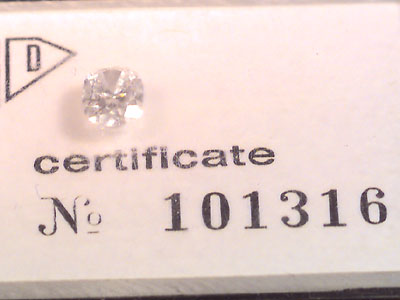 D
certificate
№ 101316